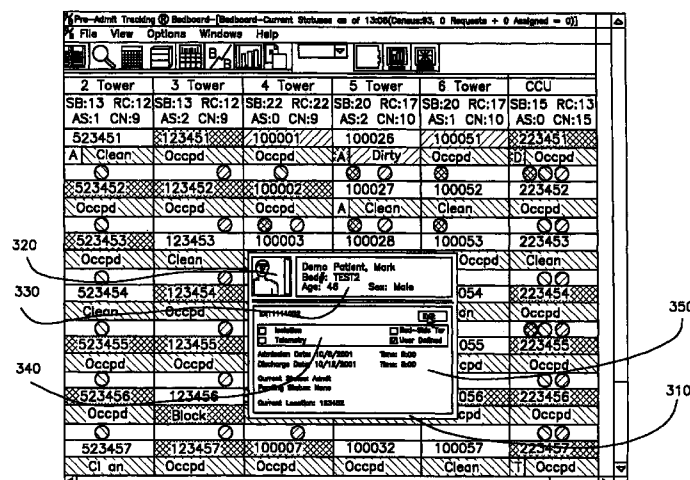 Pre-Admit Tracking ® Bedboard-[Bedboard-Current Statuses as of 13:06(Census:93, 0 Requests + 0 Assigned = 0)]
File View Options Windows Help
B/B
2 Tower 3 Tower 4 Tower 5 Tower 6 Tower CCU
SB:13 RC:12 SB:13 RC:12 SB:22 RC:22 SB:20 RC:17 SB:20 RC:17 SB:15 RC:13
AS:1 CN:9 AS:2 CN:9 AS:0 CN:9 AS:2 CN:10 AS:1 CN:10 AS:0 CN:15
523451 123451 100001 100026 100051 223451
A Clean Occpd Occpd A Dirty Occpd D Occpd
523452 123452 100002 100027 100052 223452
Occpd Occpd Occpd A Clean Clean Occpd
523453 123453 100003 100028 100053 223453
Occpd Clean Occpd Occpd
320
Demo Patient, Mark
Bed#: TEST2
Age: 48 Sex: Male
330
523454 123454 054 223454
Clean Occpd Occpd
350
Isolation
Telemetry User Defined
523455 123455 055 223455
Admission Date: 10/8/2001 Time: 8:00
Discharge Date: 10/12/2001 Time: 8:00
Occpd Occpd Occpd
340
Current Status: Admit
Pending Status: None
310
523456 123456 056 223456
Current Location: 123452
Occpd Block Occpd
523457 123457 100007 100032 100057 223457
Cl an Occpd Occpd Occpd Clean T Occpd